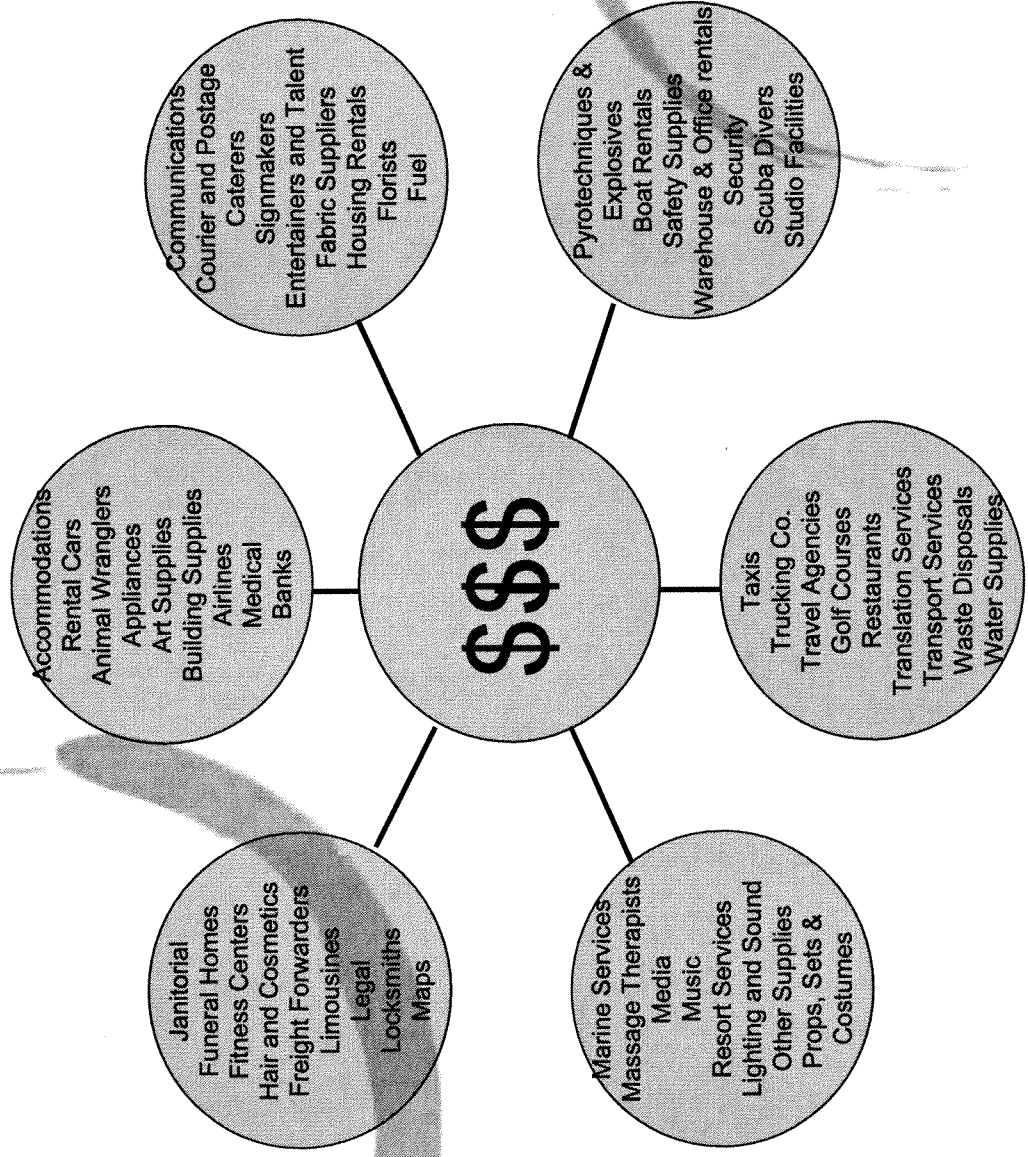 Accommodations
Rental Cars
Animal Wranglers
Appliances
Art Supplies
Building Supplies
Airlines
Medical
Banks
Communications
Courier and Postage
Caterers
Signmakers
Entertainers and Talent
Fabric Suppliers
Housing Rentals
Florists
Fuel
Pyrotechniques &
Explosives
Boat Rentals
Safety Supplies
Warehouse & Office rentals
Security
Scuba Divers
Studio Facilities
Taxis
Trucking Co.
Travel Agencies
Golf Courses
Restaurants
Translation Services
Transport Services
Waste Disposals
Water Supplies
Marine Services
Massage Therapists
Media
Music
Resort Services
Lighting and Sound
Other Supplies
Props, Sets &
Costumes
Janitorial
Funeral Homes
Fitness Centers
Hair and Cosmetics
Freight Forwarders
Limousines
Legal
Locksmiths
Maps
$$$